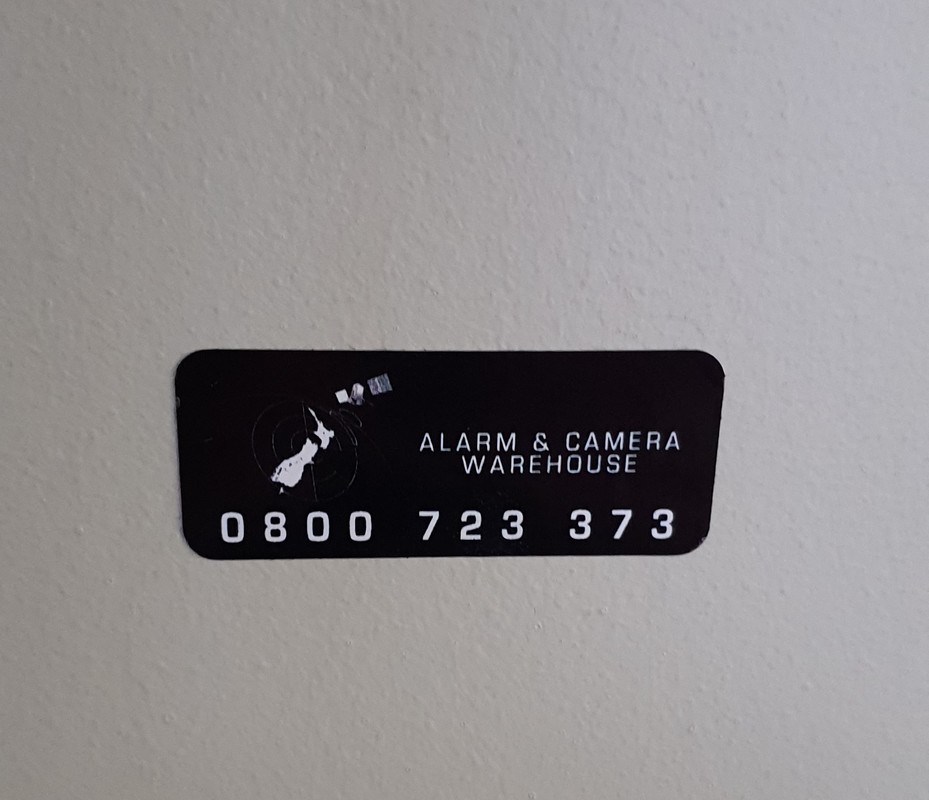 ALARM & CAMERA
WAREHOUSE
0800 723 373